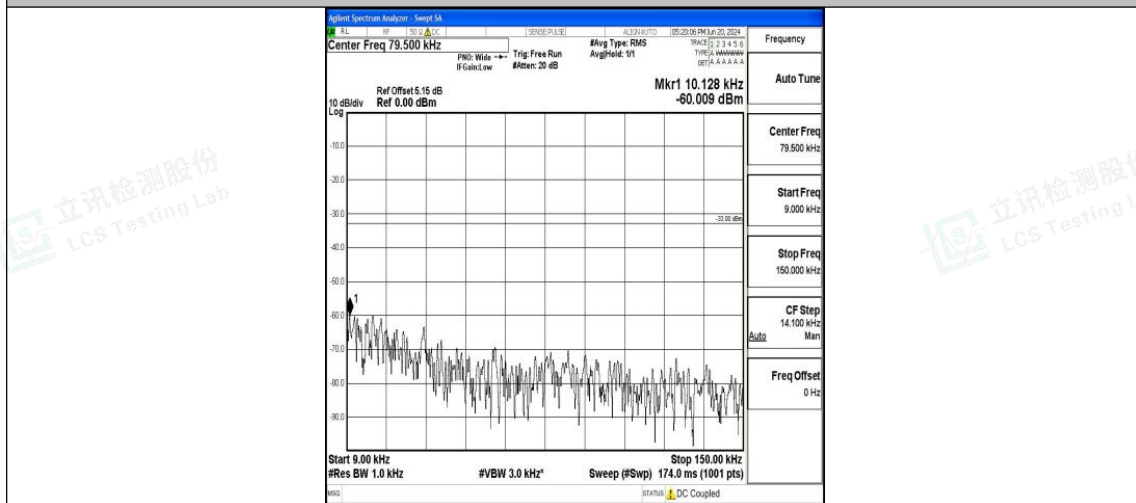 Agilent Spectrum Analyzer - Swept SA
RL RF 50 Ω DC SENSE:PULSE ALIGN AUTO 05:20:06 PM Jun 20, 2024
Center Freq 79.500 kHz
PNO: Wide
IFGain:Low
Trig: Free Run
#Atten: 20 dB
#Avg Type: RMS
Avg|Hold: 1/1
TRACE 1 2 3 4 5 6
TYPE A
DET A A A A A A
Frequency
Auto Tune
Mkr1 10.128 kHz
-60.009 dBm
Ref Offset 5.15 dB
10 dB/div Ref 0.00 dBm
Log
-10.0
-20.0
-30.0
-33.00 dBm
-40.0
-50.0
-60.0
-70.0
-80.0
-90.0
1
Center Freq
79.500 kHz
Start Freq
9.000 kHz
Stop Freq
150.000 kHz
CF Step
14.100 kHz
Auto Man
Freq Offset
0 Hz
Start 9.00 kHz Stop 150.00 kHz
#Res BW 1.0 kHz #VBW 3.0 kHz* Sweep (#Swp) 174.0 ms (1001 pts)
MSG STATUS DC Coupled
立讯检测股份
LCS Testing Lab
立讯检测股份
LCS Testing L